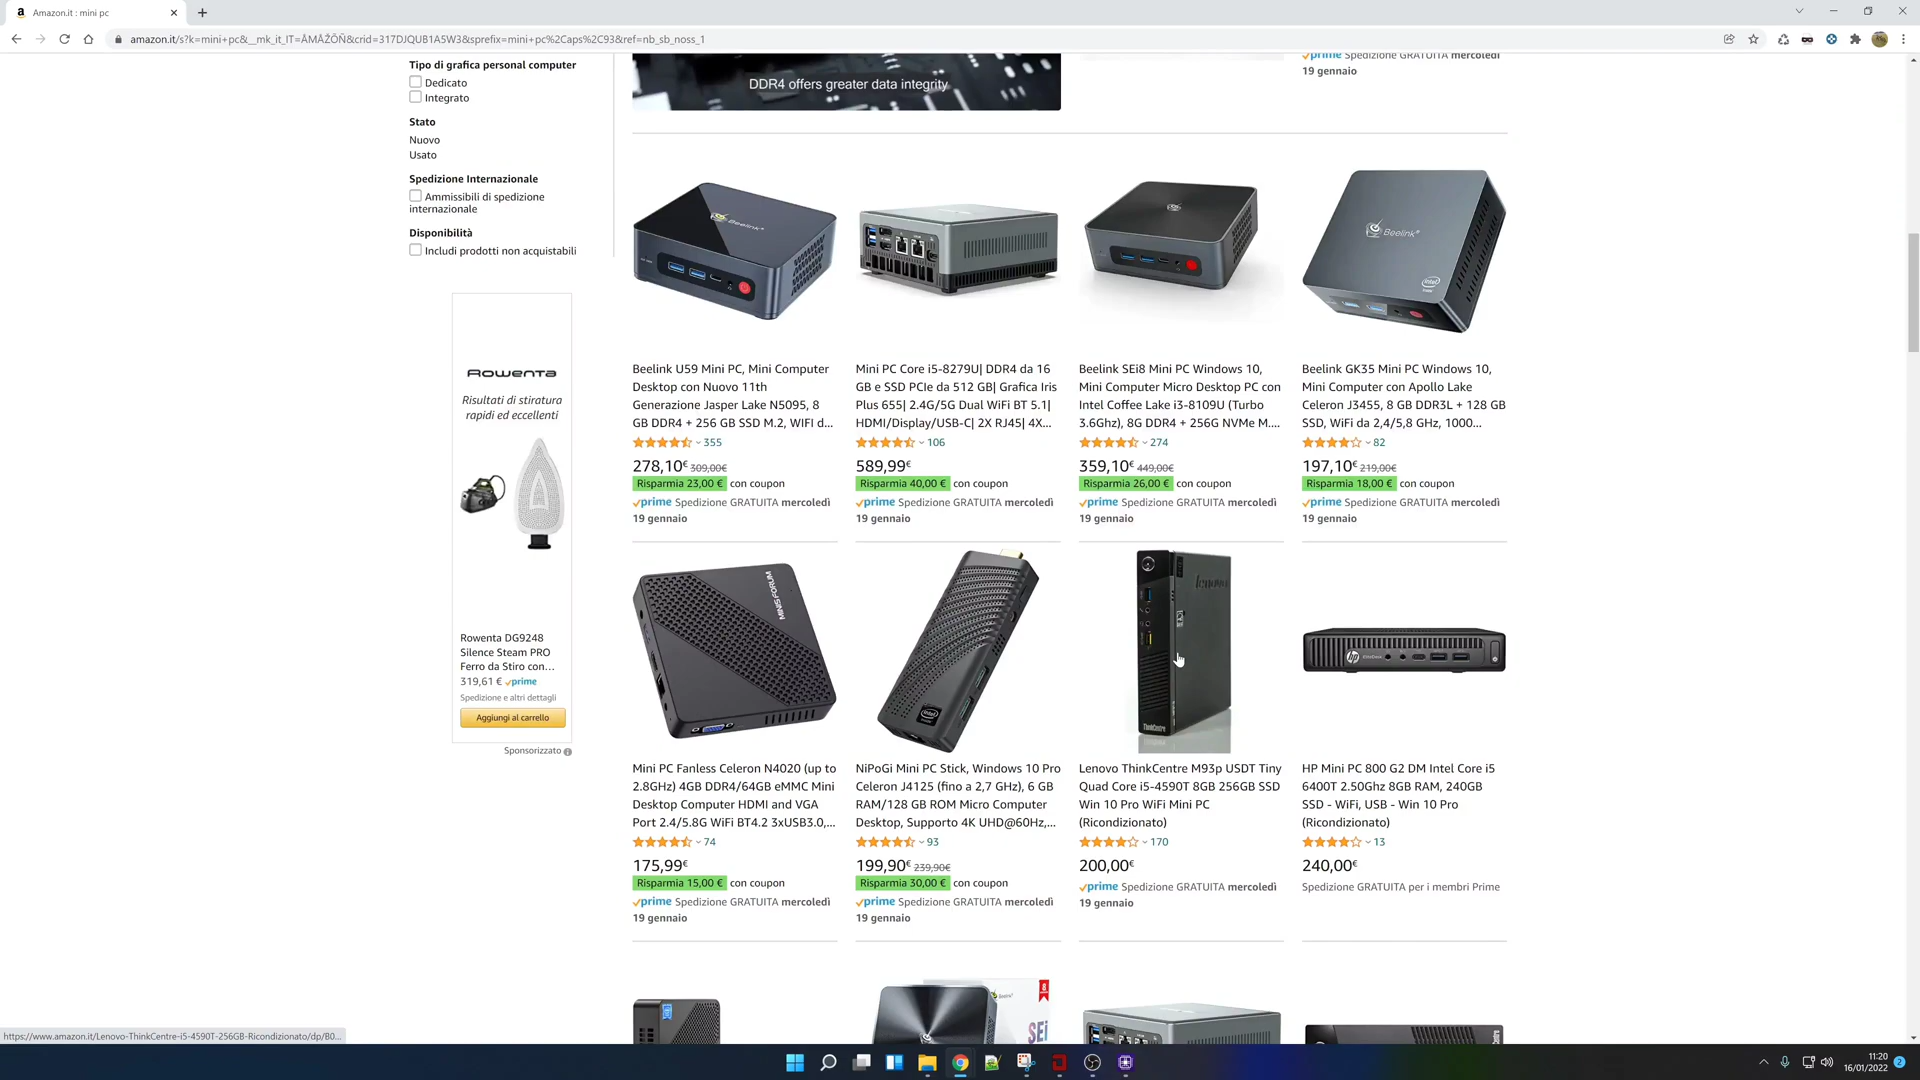 Amazon.it : mini pc
amazon.it/s?k=mini+pc&__mk_it_IT=ÅMÅŽÕÑ&crid=317DJQUB1A5W3&sprefix=mini+pc%2Caps%2C93&ref=nb_sb_noss_1
Tipo di grafica personal computer
Dedicato
Integrato
Stato
Nuovo
Usato
Spedizione Internazionale
Ammissibili di spedizione
internazionale
Disponibilità
Includi prodotti non acquistabili
DDR4 offers greater data integrity
prime Spedizione GRATUITA mercoledì
19 gennaio
Beelink
Beelink
intel
Beelink U59 Mini PC, Mini Computer
Desktop con Nuovo 11th
Generazione Jasper Lake N5095, 8
GB DDR4 + 256 GB SSD M.2, WIFI d...
355
278,10€ 309,00€
Risparmia 23,00 € con coupon
prime Spedizione GRATUITA mercoledì
19 gennaio
Mini PC Core i5-8279U| DDR4 da 16
GB e SSD PCIe da 512 GB| Grafica Iris
Plus 655| 2.4G/5G Dual WiFi BT 5.1|
HDMI/Display/USB-C| 2X RJ45| 4X...
106
589,99€
Risparmia 40,00 € con coupon
prime Spedizione GRATUITA mercoledì
19 gennaio
Beelink SEi8 Mini PC Windows 10,
Mini Computer Micro Desktop PC con
Intel Coffee Lake i3-8109U (Turbo
3.6Ghz), 8G DDR4 + 256G NVMe M....
274
359,10€ 449,00€
Risparmia 26,00 € con coupon
prime Spedizione GRATUITA mercoledì
19 gennaio
Beelink GK35 Mini PC Windows 10,
Mini Computer con Apollo Lake
Celeron J3455, 8 GB DDR3L + 128 GB
SSD, WiFi da 2,4/5,8 GHz, 1000...
82
197,10€ 219,00€
Risparmia 18,00 € con coupon
prime Spedizione GRATUITA mercoledì
19 gennaio
Rowenta
Risultati di stiratura
rapidi ed eccellenti
Rowenta DG9248
Silence Steam PRO
Ferro da Stiro con...
319,61 € prime
Spedizione e altri dettagli
Aggiungi al carrello
Sponsorizzato
MINISFORUM
intel
lenovo
ThinkCentre
hp
EliteDesk
Mini PC Fanless Celeron N4020 (up to
2.8GHz) 4GB DDR4/64GB eMMC Mini
Desktop Computer HDMI and VGA
Port 2.4/5.8G WiFi BT4.2 3xUSB3.0,...
74
175,99€
Risparmia 15,00 € con coupon
prime Spedizione GRATUITA mercoledì
19 gennaio
NiPoGi Mini PC Stick, Windows 10 Pro
Celeron J4125 (fino a 2,7 GHz), 6 GB
RAM/128 GB ROM Micro Computer
Desktop, Supporto 4K UHD@60Hz,...
93
199,90€ 239,90€
Risparmia 30,00 € con coupon
prime Spedizione GRATUITA mercoledì
19 gennaio
Lenovo ThinkCentre M93p USDT Tiny
Quad Core i5-4590T 8GB 256GB SSD
Win 10 Pro WiFi Mini PC
(Ricondizionato)
170
200,00€
prime Spedizione GRATUITA mercoledì
19 gennaio
HP Mini PC 800 G2 DM Intel Core i5
6400T 2.50Ghz 8GB RAM, 240GB
SSD - WiFi, USB - Win 10 Pro
(Ricondizionato)
13
240,00€
Spedizione GRATUITA per i membri Prime
Beelink
8
SEi
https://www.amazon.it/Lenovo-ThinkCentre-i5-4590T-256GB-Ricondizionato/dp/B0...
11:20
16/01/2022
2